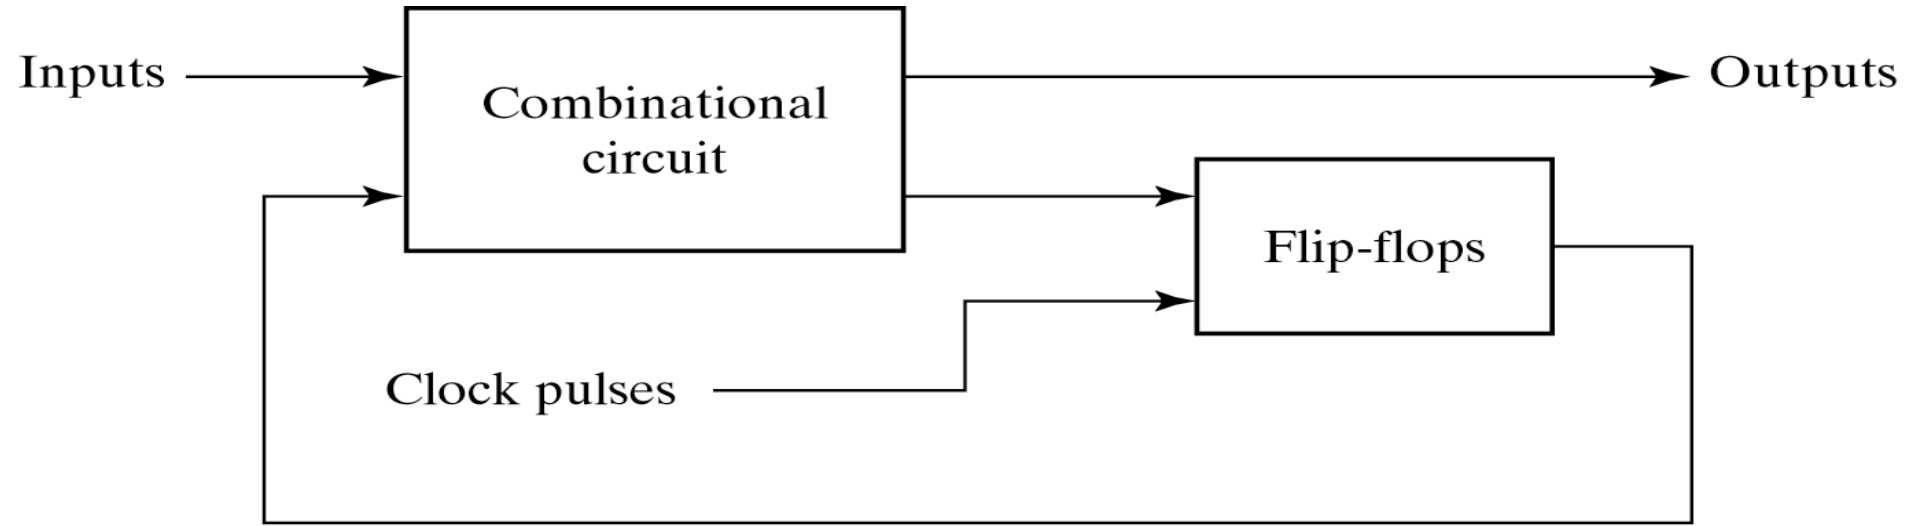 Inputs
Combinational
circuit
Outputs
Flip-flops
Clock pulses